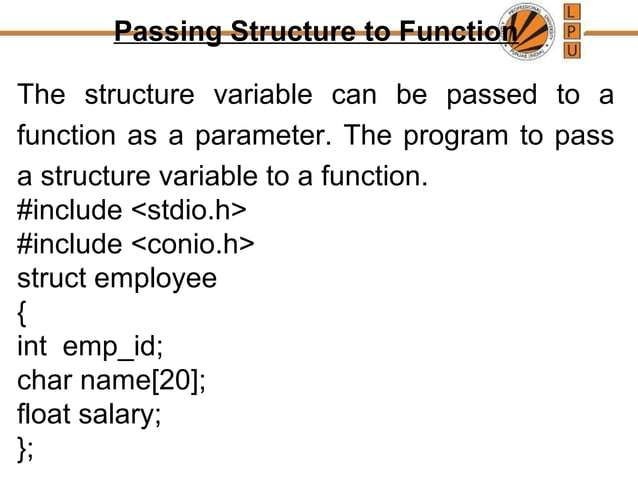 Passing Structure to Function
L
P
U
The structure variable can be passed to a
function as a parameter. The program to pass
a structure variable to a function.
#include <stdio.h>
#include <conio.h>
struct employee
{
int emp_id;
char name[20];
float salary;
};